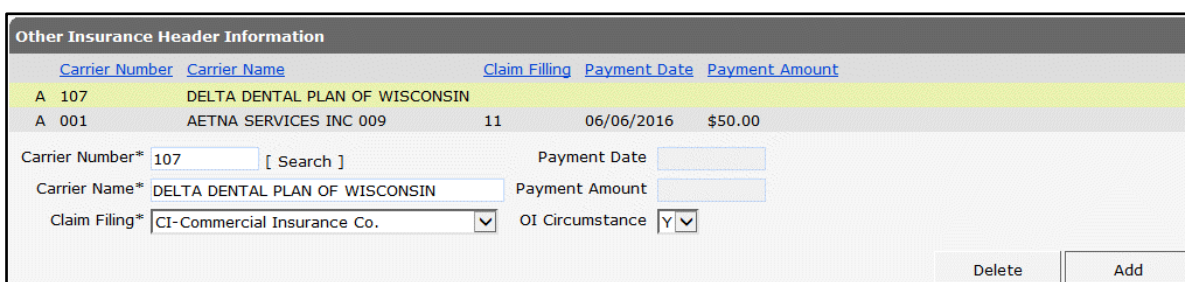 Other Insurance Header Information
Carrier Number Carrier Name Claim Filling Payment Date Payment Amount
A 107 DELTA DENTAL PLAN OF WISCONSIN
A 001 AETNA SERVICES INC 009 11 06/06/2016 $50.00
Carrier Number* 107 [ Search ] Payment Date
Carrier Name* DELTA DENTAL PLAN OF WISCONSIN Payment Amount
Claim Filing* CI-Commercial Insurance Co. OI Circumstance Y
Delete Add